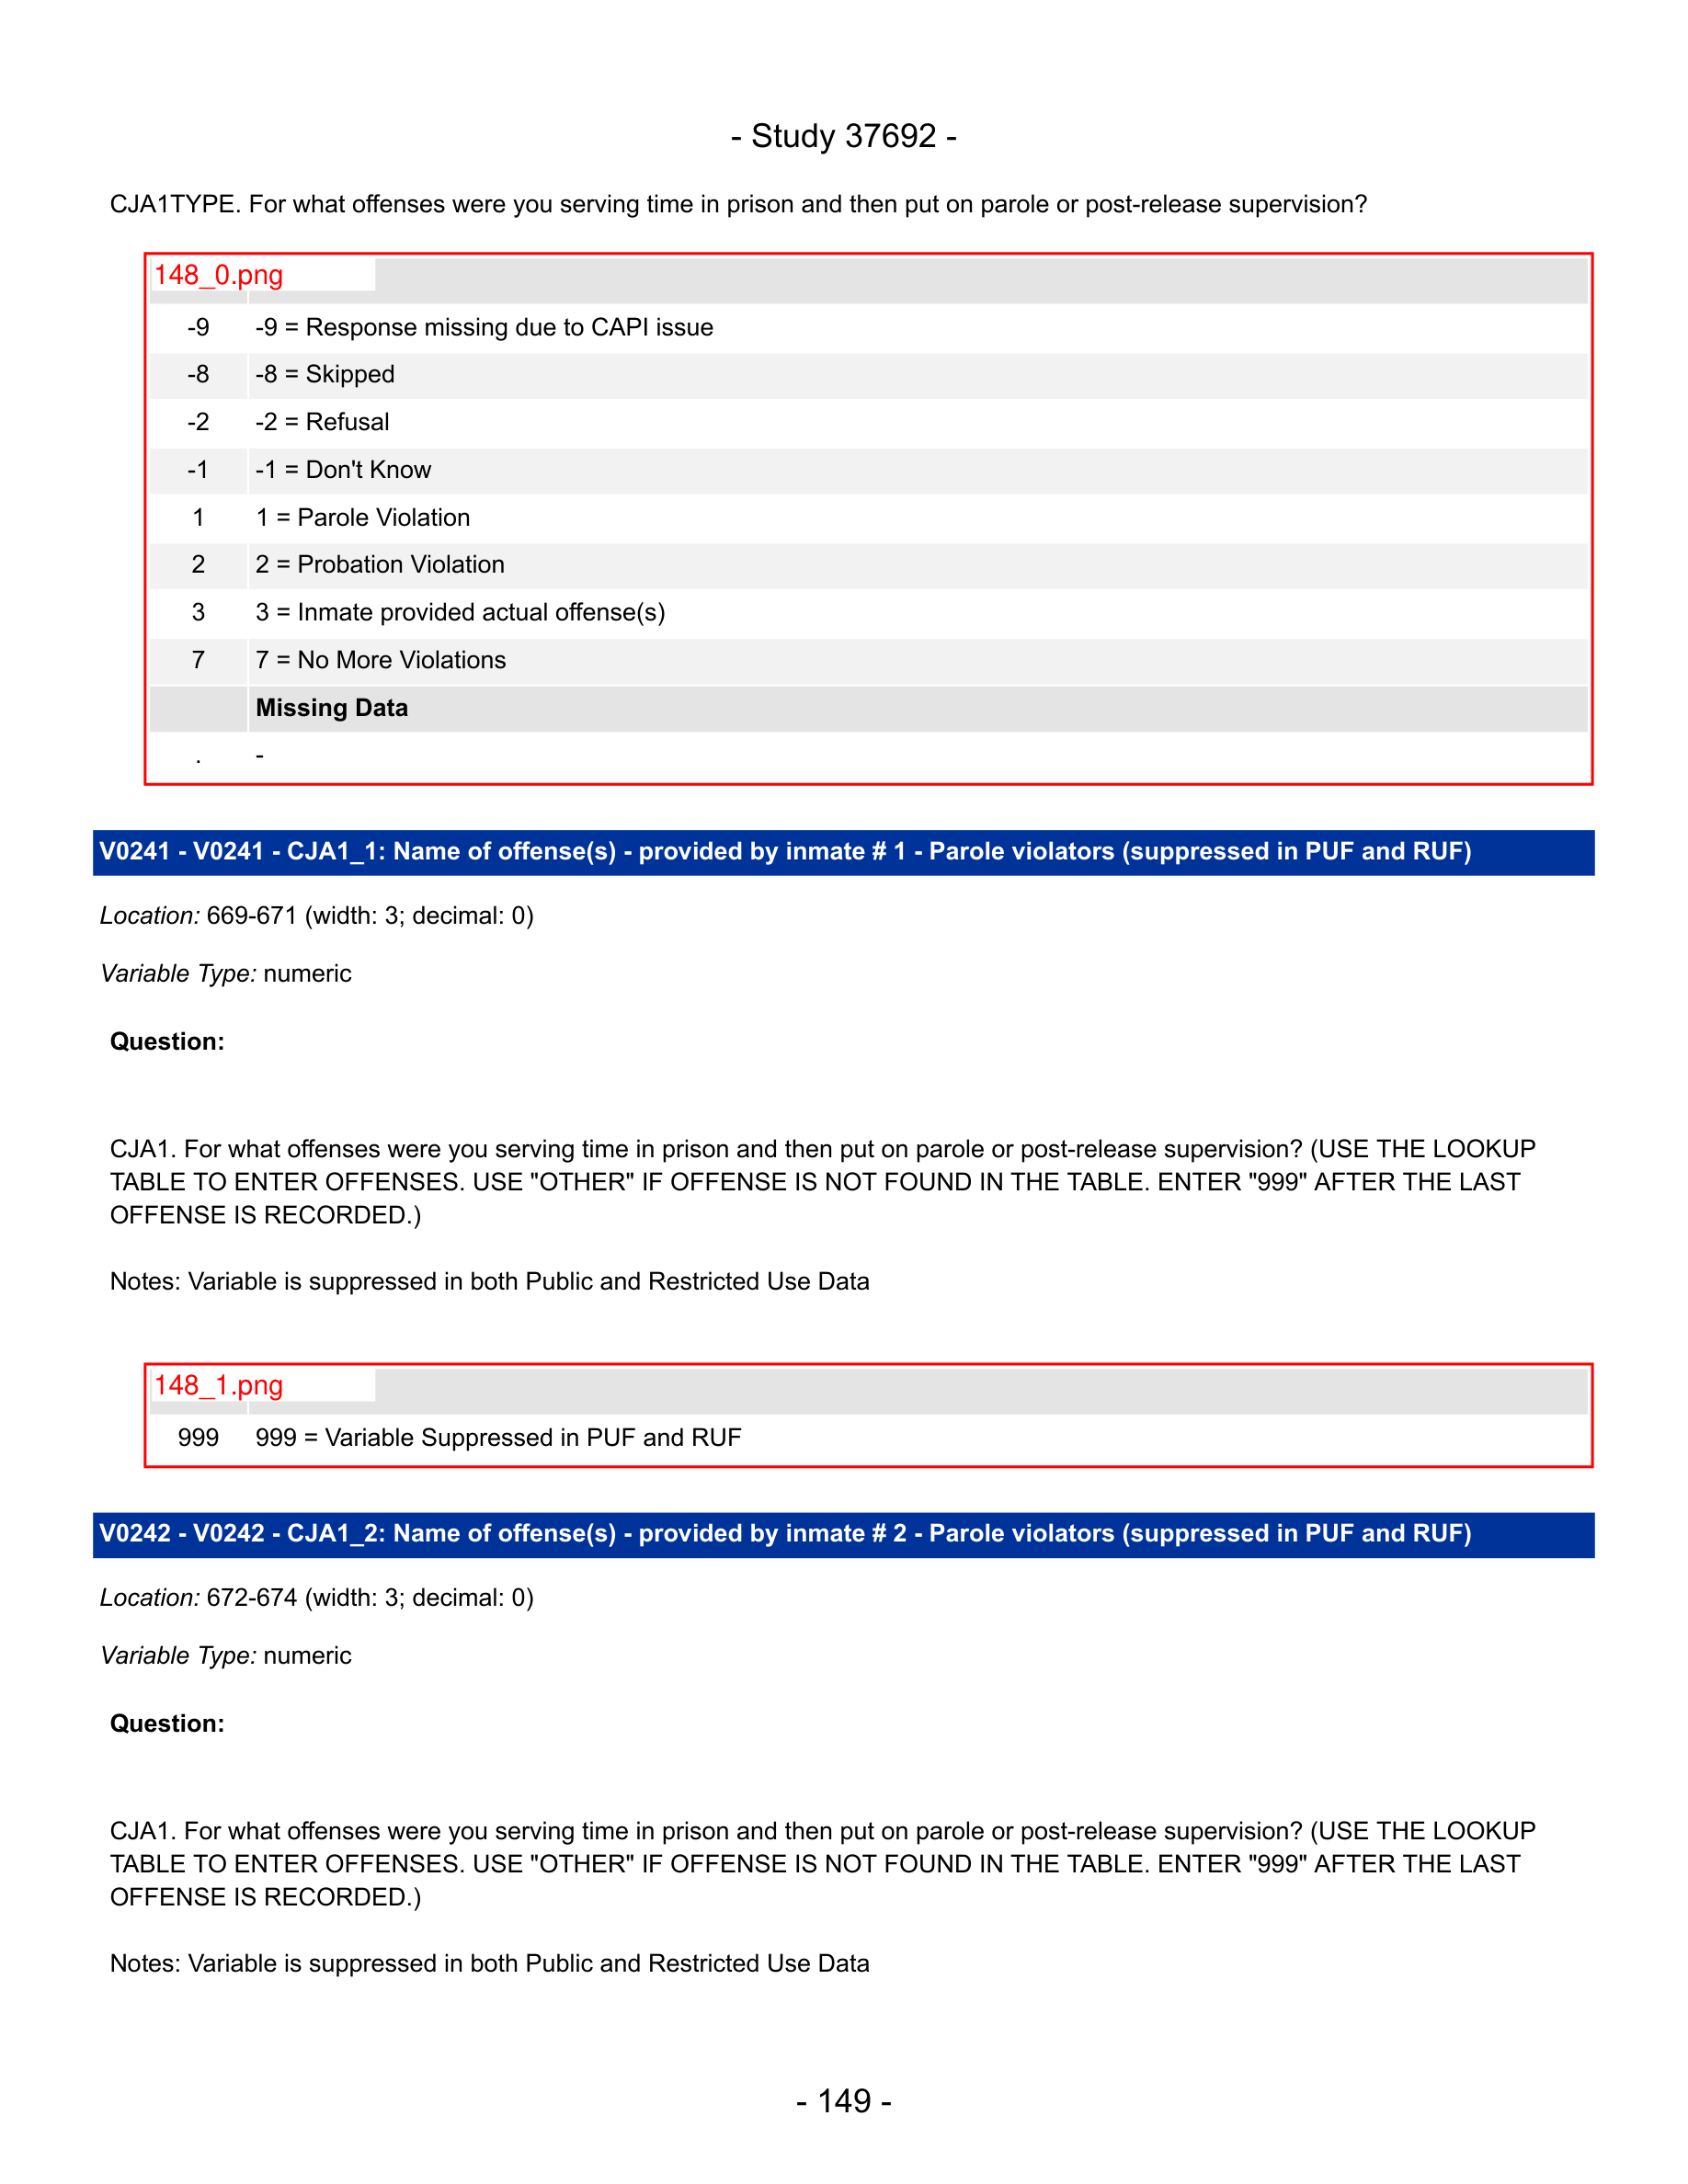 - Study 37692 -
CJA1TYPE. For what offenses were you serving time in prison and then put on parole or post-release supervision?
148_0.png
-9 -9 = Response missing due to CAPI issue
-8 -8 = Skipped
-2 -2 = Refusal
-1 -1 = Don't Know
1 1 = Parole Violation
2 2 = Probation Violation
3 3 = Inmate provided actual offense(s)
7 7 = No More Violations
Missing Data
. -
V0241 - V0241 - CJA1_1: Name of offense(s) - provided by inmate # 1 - Parole violators (suppressed in PUF and RUF)
Location: 669-671 (width: 3; decimal: 0)
Variable Type: numeric
Question:
CJA1. For what offenses were you serving time in prison and then put on parole or post-release supervision? (USE THE LOOKUP
TABLE TO ENTER OFFENSES. USE "OTHER" IF OFFENSE IS NOT FOUND IN THE TABLE. ENTER "999" AFTER THE LAST
OFFENSE IS RECORDED.)
Notes: Variable is suppressed in both Public and Restricted Use Data
148_1.png
999 999 = Variable Suppressed in PUF and RUF
V0242 - V0242 - CJA1_2: Name of offense(s) - provided by inmate # 2 - Parole violators (suppressed in PUF and RUF)
Location: 672-674 (width: 3; decimal: 0)
Variable Type: numeric
Question:
CJA1. For what offenses were you serving time in prison and then put on parole or post-release supervision? (USE THE LOOKUP
TABLE TO ENTER OFFENSES. USE "OTHER" IF OFFENSE IS NOT FOUND IN THE TABLE. ENTER "999" AFTER THE LAST
OFFENSE IS RECORDED.)
Notes: Variable is suppressed in both Public and Restricted Use Data
- 149 -